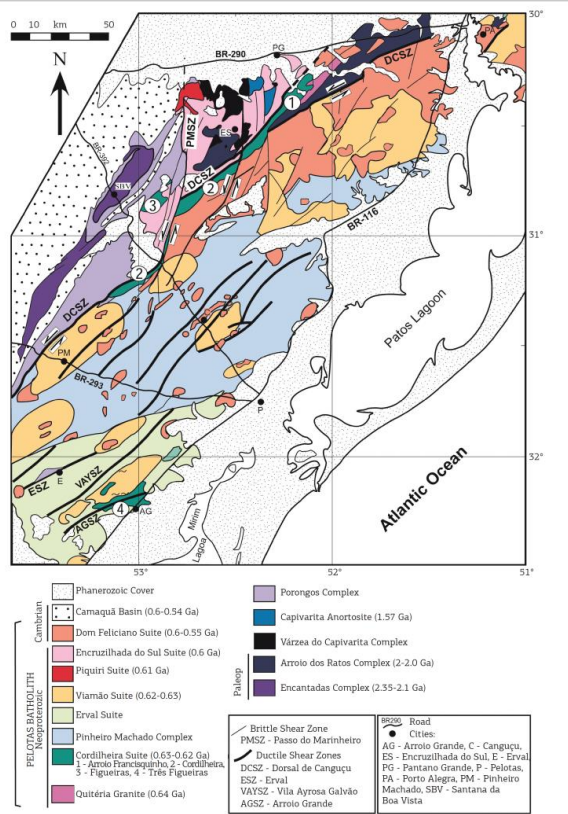 0 10 km 50
30°
N
BR-290
PG
PA
DCSZ
1
PMSZ
ES
BR-392
SBV
DCSZ
2
3
BR-116
31°
2
DCSZ
Patos Lagoon
PM
BR-293
P
32°
ESZ
E
VAYSZ
AGSZ
4
AG
Mirim
Lagoa
Atlantic Ocean
53°
52°
51°
Phanerozoic Cover
Camaquã Basin (0.6-0.54 Ga)
Dom Feliciano Suite (0.6-0.55 Ga)
Encruzilhada do Sul Suite (0.6 Ga)
Piquiri Suite (0.61 Ga)
Viamão Suite (0.62-0.63)
Erval Suite
Pinheiro Machado Complex
Cordilheira Suite (0.63-0.62 Ga)
1 - Arroio Francisquinho, 2 - Cordilheira,
3 - Figueiras, 4 - Três Figueiras
Quitéria Granite (0.64 Ga)
Cambrian
PELOTAS BATHOLITH
Neoproterozoic
Porongos Complex
Capivarita Anortosite (1.57 Ga)
Várzea do Capivarita Complex
Arroio dos Ratos Complex (2-2.0 Ga)
Encantadas Complex (2.35-2.1 Ga)
Paleop
Brittle Shear Zone
PMSZ - Passo do Marinheiro
Ductile Shear Zones
DCSZ - Dorsal de Canguçu
ESZ - Erval
VAYSZ - Vila Ayrosa Galvão
AGSZ - Arroio Grande
BR290 Road
Cities:
AG - Arroio Grande, C - Canguçu,
ES - Encruzilhada do Sul, E - Erval,
PG - Pantano Grande, P - Pelotas,
PA - Porto Alegra, PM - Pinheiro
Machado, SBV - Santana da
Boa Vista